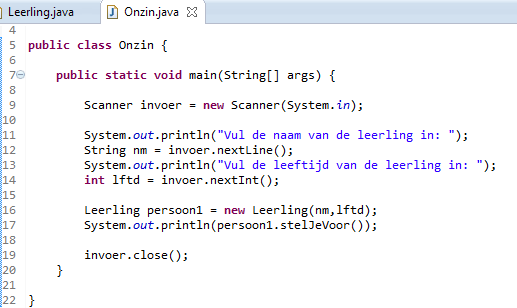 Leerling.java
Onzin.java
4
5 public class Onzin {
6
7     public static void main(String[] args) {
8
9         Scanner invoer = new Scanner(System.in);
10
11         System.out.println("Vul de naam van de leerling in: ");
12         String nm = invoer.nextLine();
13         System.out.println("Vul de leeftijd van de leerling in: ");
14         int lftd = invoer.nextInt();
15
16         Leerling persoon1 = new Leerling(nm,lftd);
17         System.out.println(persoon1.stelJeVoor());
18
19         invoer.close();
20     }
21
22 }